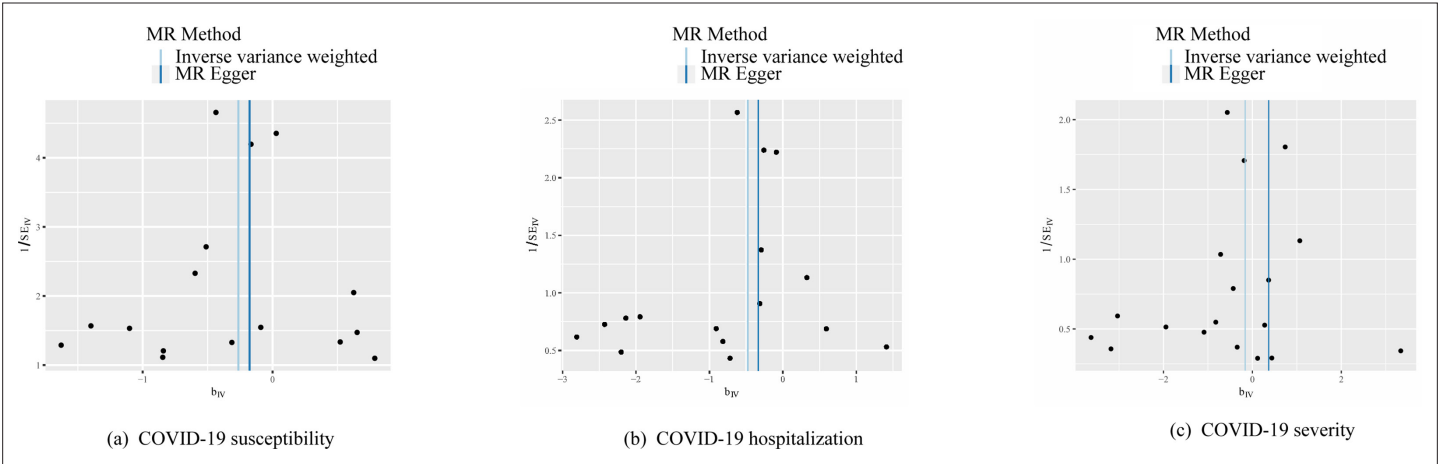 MR Method
Inverse variance weighted
MR Egger
4
3
2
1
1/SE_IV
-1
0
b_IV
(a) COVID-19 susceptibility
MR Method
Inverse variance weighted
MR Egger
2.5
2.0
1.5
1.0
0.5
1/SE_IV
-3
-2
-1
0
1
b_IV
(b) COVID-19 hospitalization
MR Method
Inverse variance weighted
MR Egger
2.0
1.5
1.0
0.5
1/SE_IV
-2
0
2
b_IV
(c) COVID-19 severity